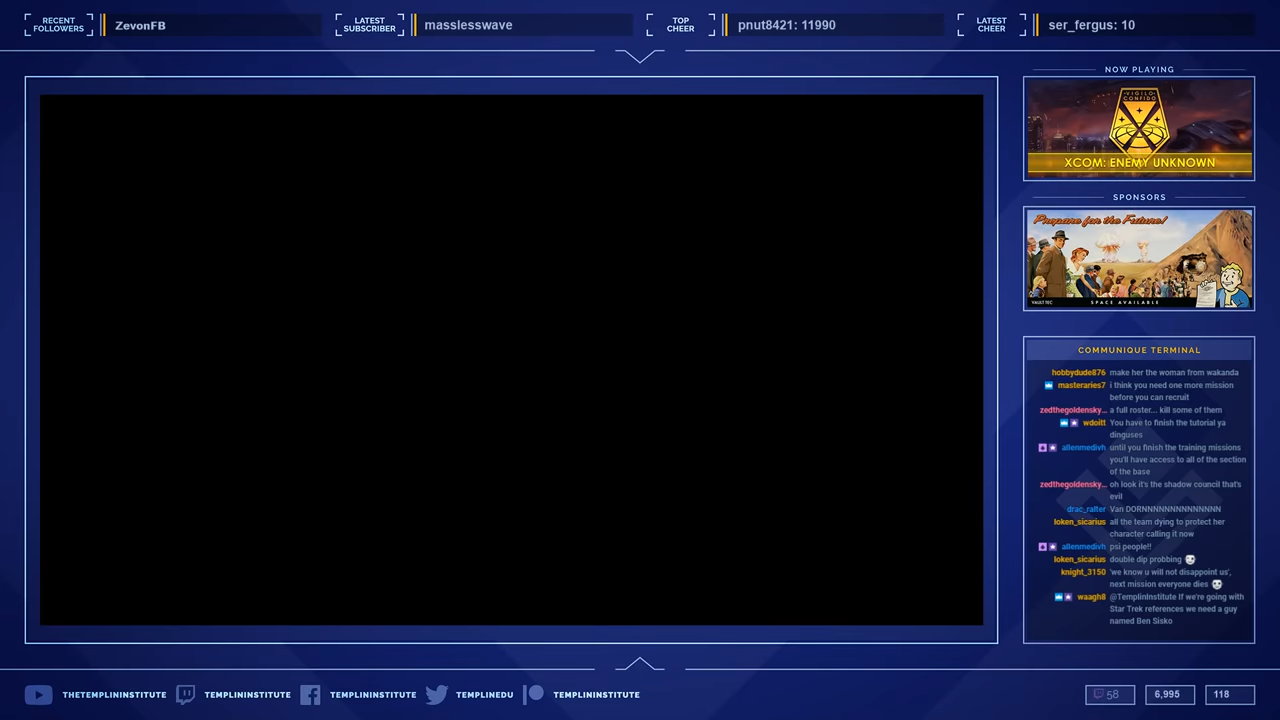 RECENT
FOLLOWERS
ZevonFB
LATEST
SUBSCRIBER
masslesswave
TOP
CHEER
pnut8421: 11990
LATEST
CHEER
ser_fergus: 10
NOW PLAYING
VIGILO
CONFIDO
XCOM: ENEMY UNKNOWN
SPONSORS
Prepare for the Future!
VAULT-TEC
SPACE AVAILABLE
COMMUNIQUE TERMINAL
hobbydude876 make her the woman from wakanda
masteraries7 i think you need one more mission
before you can recruit
zedthegoldensky... a full roster... kill some of them
wdoitt You have to finish the tutorial ya
dinguses
allenmedivh until you finish the training missions
you'll have access to all of the section
of the base
zedthegoldensky... oh look it's the shadow council that's
evil
drac_ralter Van DORNNNNNNNNNNNNNN
loken_sicarius all the team dying to protect her
character calling it now
allenmedivh psi people!!
loken_sicarius double dip probbing
knight_3150 'we know u will not disappoint us',
next mission everyone dies
waagh8 @TemplinInstitute If we're going with
Star Trek references we need a guy
named Ben Sisko
THETEMPLININSTITUTE
TEMPLININSTITUTE
TEMPLININSTITUTE
TEMPLINEDU
TEMPLININSTITUTE
58
6,995
118